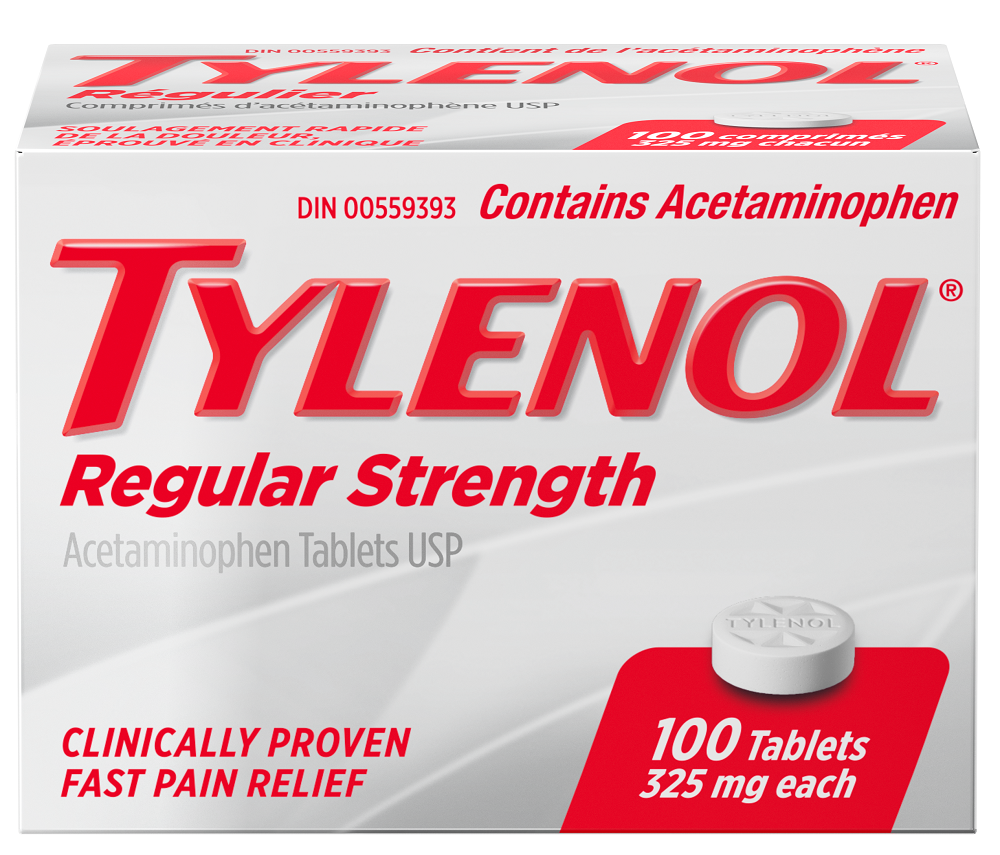 DIN 00559393 Contient de l'acétaminophène
TYLENOL®
Régulier
Comprimés d'acétaminophène USP
SOULAGEMENT RAPIDE
DE LA DOULEUR,
ÉPROUVÉ EN CLINIQUE
100 comprimés
325 mg chacun
DIN 00559393 Contains Acetaminophen
TYLENOL®
Regular Strength
Acetaminophen Tablets USP
TYLENOL
CLINICALLY PROVEN
FAST PAIN RELIEF
100 Tablets
325 mg each